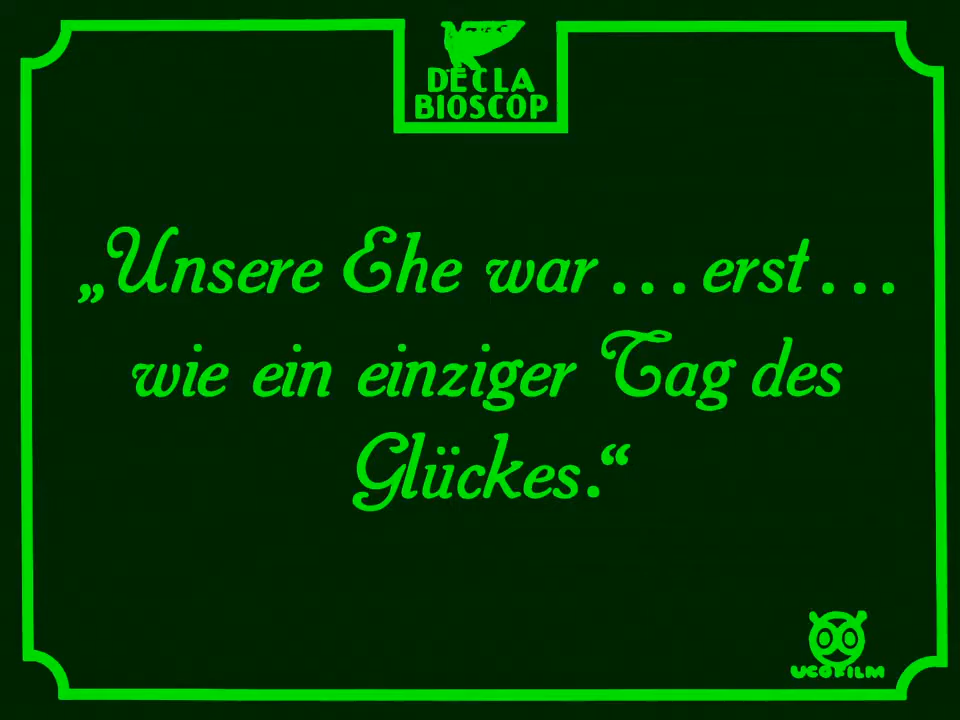 DECLA
BIOSCOP
„Unsere Ehe war ... erst ...
wie ein einziger Tag des
Glückes.“
UCOFILM